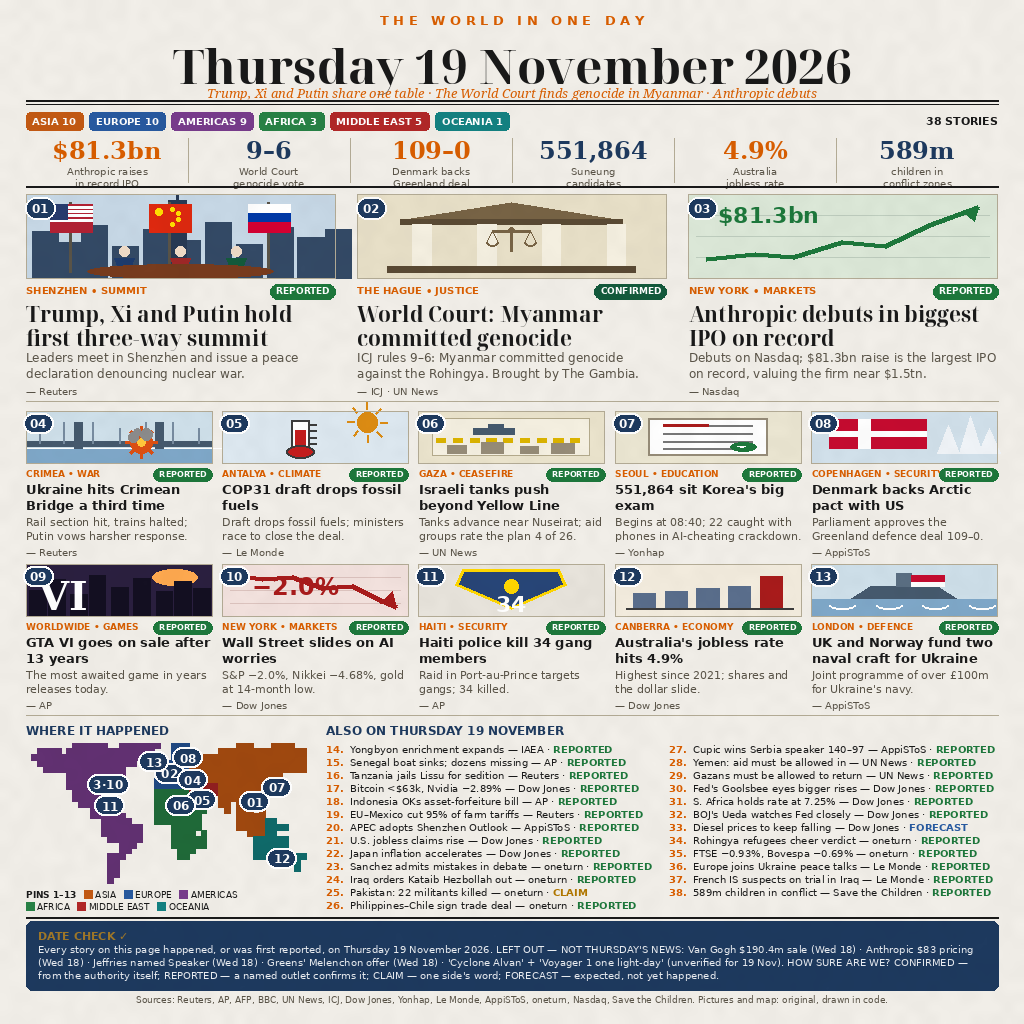 THE WORLD IN ONE DAY
Thursday 19 November 2026
Trump, Xi and Putin share one table · The World Court finds genocide in Myanmar · Anthropic debuts
ASIA 10 EUROPE 10 AMERICAS 9 AFRICA 3 MIDDLE EAST 5 OCEANIA 1 38 STORIES
$81.3bn 9–6 109–0 551,864 4.9% 589m
Anthropic raises World Court Denmark backs Suneung Australia children in
in record IPO genocide vote Greenland deal candidates jobless rate conflict zones
01 02 03 $81.3bn
SHENZHEN • SUMMIT REPORTED THE HAGUE • JUSTICE CONFIRMED NEW YORK • MARKETS REPORTED
Trump, Xi and Putin hold
first three-way summit
Leaders meet in Shenzhen and issue a peace
declaration denouncing nuclear war.
— Reuters
World Court: Myanmar
committed genocide
ICJ rules 9–6: Myanmar committed genocide
against the Rohingya. Brought by The Gambia.
— ICJ · UN News
Anthropic debuts in biggest
IPO on record
Debuts on Nasdaq; $81.3bn raise is the largest IPO
on record, valuing the firm near $1.5tn.
— Nasdaq
04
CRIMEA • WAR REPORTED
Ukraine hits Crimean
Bridge a third time
Rail section hit, trains halted;
Putin vows harsher response.
— Reuters
05
ANTALYA • CLIMATE REPORTED
COP31 draft drops fossil
fuels
Draft drops fossil fuels; ministers
race to close the deal.
— Le Monde
06
GAZA • CEASEFIRE REPORTED
Israeli tanks push
beyond Yellow Line
Tanks advance near Nuseirat; aid
groups rate the plan 4 of 26.
— UN News
07
SEOUL • EDUCATION REPORTED
551,864 sit Korea's big
exam
Begins at 08:40; 22 caught with
phones in AI-cheating crackdown.
— Yonhap
08
COPENHAGEN • SECURITY REPORTED
Denmark backs Arctic
pact with US
Parliament approves the
Greenland defence deal 109–0.
— AppiSToS
09 VI
WORLDWIDE • GAMES REPORTED
GTA VI goes on sale after
13 years
The most awaited game in years
releases today.
— AP
10 −2.0%
NEW YORK • MARKETS REPORTED
Wall Street slides on AI
worries
S&P −2.0%, Nikkei −4.68%, gold
at 14-month low.
— Dow Jones
11 34
HAITI • SECURITY REPORTED
Haiti police kill 34 gang
members
Raid in Port-au-Prince targets
gangs; 34 killed.
— AP
12
CANBERRA • ECONOMY REPORTED
Australia's jobless rate
hits 4.9%
Highest since 2021; shares and
the dollar slide.
— Dow Jones
13
LONDON • DEFENCE REPORTED
UK and Norway fund two
naval craft for Ukraine
Joint programme of over £100m
for Ukraine's navy.
— AppiSToS
WHERE IT HAPPENED
13 08 02 04 3·10 07 05 06 01 11 12
PINS 1–13 ASIA EUROPE AMERICAS
AFRICA MIDDLE EAST OCEANIA
ALSO ON THURSDAY 19 NOVEMBER
14. Yongbyon enrichment expands — IAEA · REPORTED
15. Senegal boat sinks; dozens missing — AP · REPORTED
16. Tanzania jails Lissu for sedition — Reuters · REPORTED
17. Bitcoin <$63k, Nvidia −2.89% — Dow Jones · REPORTED
18. Indonesia OKs asset-forfeiture bill — AP · REPORTED
19. EU–Mexico cut 95% of farm tariffs — Reuters · REPORTED
20. APEC adopts Shenzhen Outlook — AppiSToS · REPORTED
21. U.S. jobless claims rise — Dow Jones · REPORTED
22. Japan inflation accelerates — Dow Jones · REPORTED
23. Sanchez admits mistakes in debate — oneturn · REPORTED
24. Iraq orders Kataib Hezbollah out — oneturn · REPORTED
25. Pakistan: 22 militants killed — oneturn · CLAIM
26. Philippines–Chile sign trade deal — oneturn · REPORTED
27. Cupic wins Serbia speaker 140–97 — AppiSToS · REPORTED
28. Yemen: aid must be allowed in — UN News · REPORTED
29. Gazans must be allowed to return — UN News · REPORTED
30. Fed's Goolsbee eyes bigger rises — Dow Jones · REPORTED
31. S. Africa holds rate at 7.25% — Dow Jones · REPORTED
32. BOJ's Ueda watches Fed closely — Dow Jones · REPORTED
33. Diesel prices to keep falling — Dow Jones · FORECAST
34. Rohingya refugees cheer verdict — oneturn · REPORTED
35. FTSE −0.93%, Bovespa −0.69% — oneturn · REPORTED
36. Europe joins Ukraine peace talks — Le Monde · REPORTED
37. French IS suspects on trial in Iraq — Le Monde · REPORTED
38. 589m children in conflict — Save the Children · REPORTED
DATE CHECK ✓
Every story on this page happened, or was first reported, on Thursday 19 November 2026. LEFT OUT — NOT THURSDAY'S NEWS: Van Gogh $190.4m sale (Wed 18) · Anthropic $83 pricing
(Wed 18) · Jeffries named Speaker (Wed 18) · Greens' Melenchon offer (Wed 18) · 'Cyclone Alvan' + 'Voyager 1 one light-day' (unverified for 19 Nov). HOW SURE ARE WE? CONFIRMED —
from the authority itself; REPORTED — a named outlet confirms it; CLAIM — one side's word; FORECAST — expected, not yet happened.
Sources: Reuters, AP, AFP, BBC, UN News, ICJ, Dow Jones, Yonhap, Le Monde, AppiSToS, oneturn, Nasdaq, Save the Children. Pictures and map: original, drawn in code.